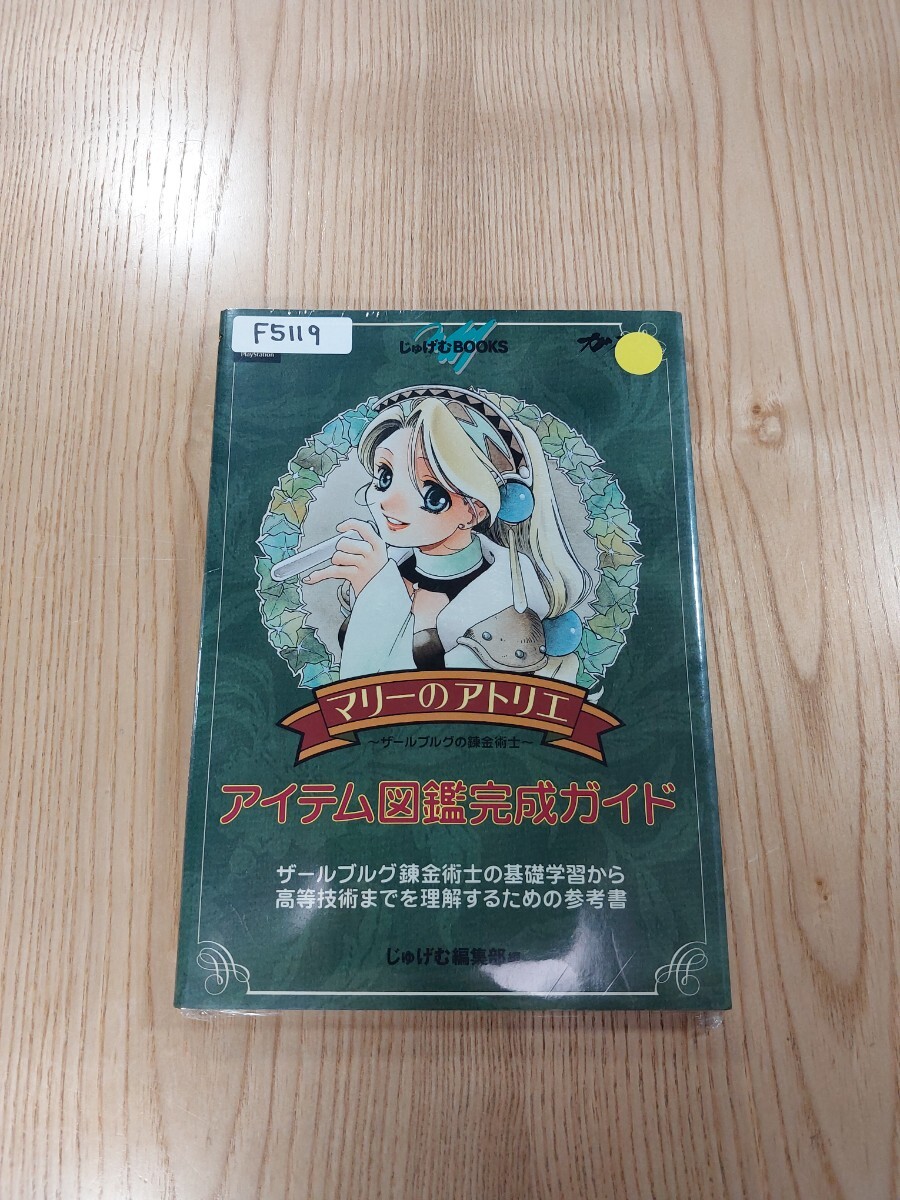 F5119
PlayStation
じゅげむBOOKS
マリーのアトリエ
～ザールブルグの錬金術士～
アイテム図鑑完成ガイド
ザールブルグ錬金術士の基礎学習から
高等技術までを理解するための参考書
じゅげむ編集部 編